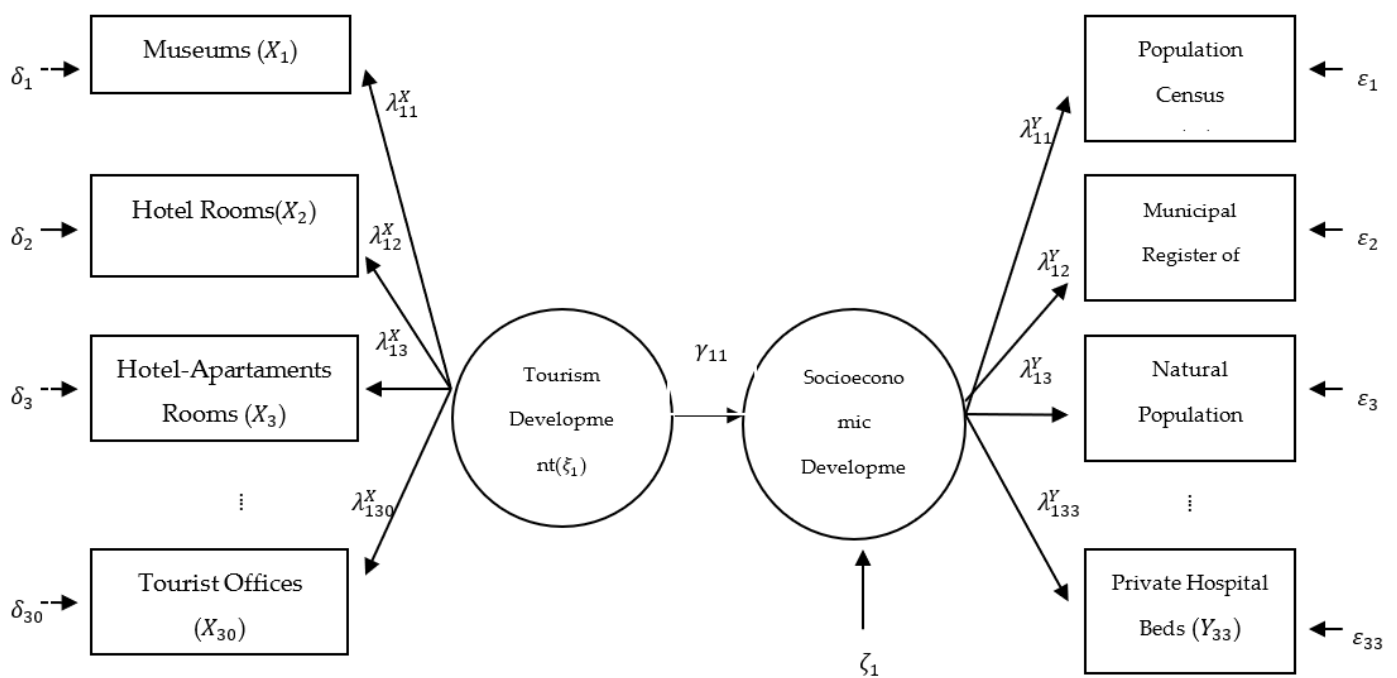 Museums (X₁)
δ₁
λ₁₁ˣ
Hotel Rooms(X₂)
δ₂
λ₁₂ˣ
Hotel-Apartaments
Rooms (X₃)
δ₃
λ₁₃ˣ
⁞
λ₁₃₀ˣ
Tourist Offices
(X₃₀)
δ₃₀
Tourism
Developme
nt(ξ₁)
γ₁₁
Socioecono
mic
Developme
ζ₁
Population
Census
ε₁
λ₁₁ʸ
Municipal
Register of
ε₂
λ₁₂ʸ
Natural
Population
ε₃
λ₁₃ʸ
⁞
λ₁₃₃ʸ
Private Hospital
Beds (Y₃₃)
ε₃₃